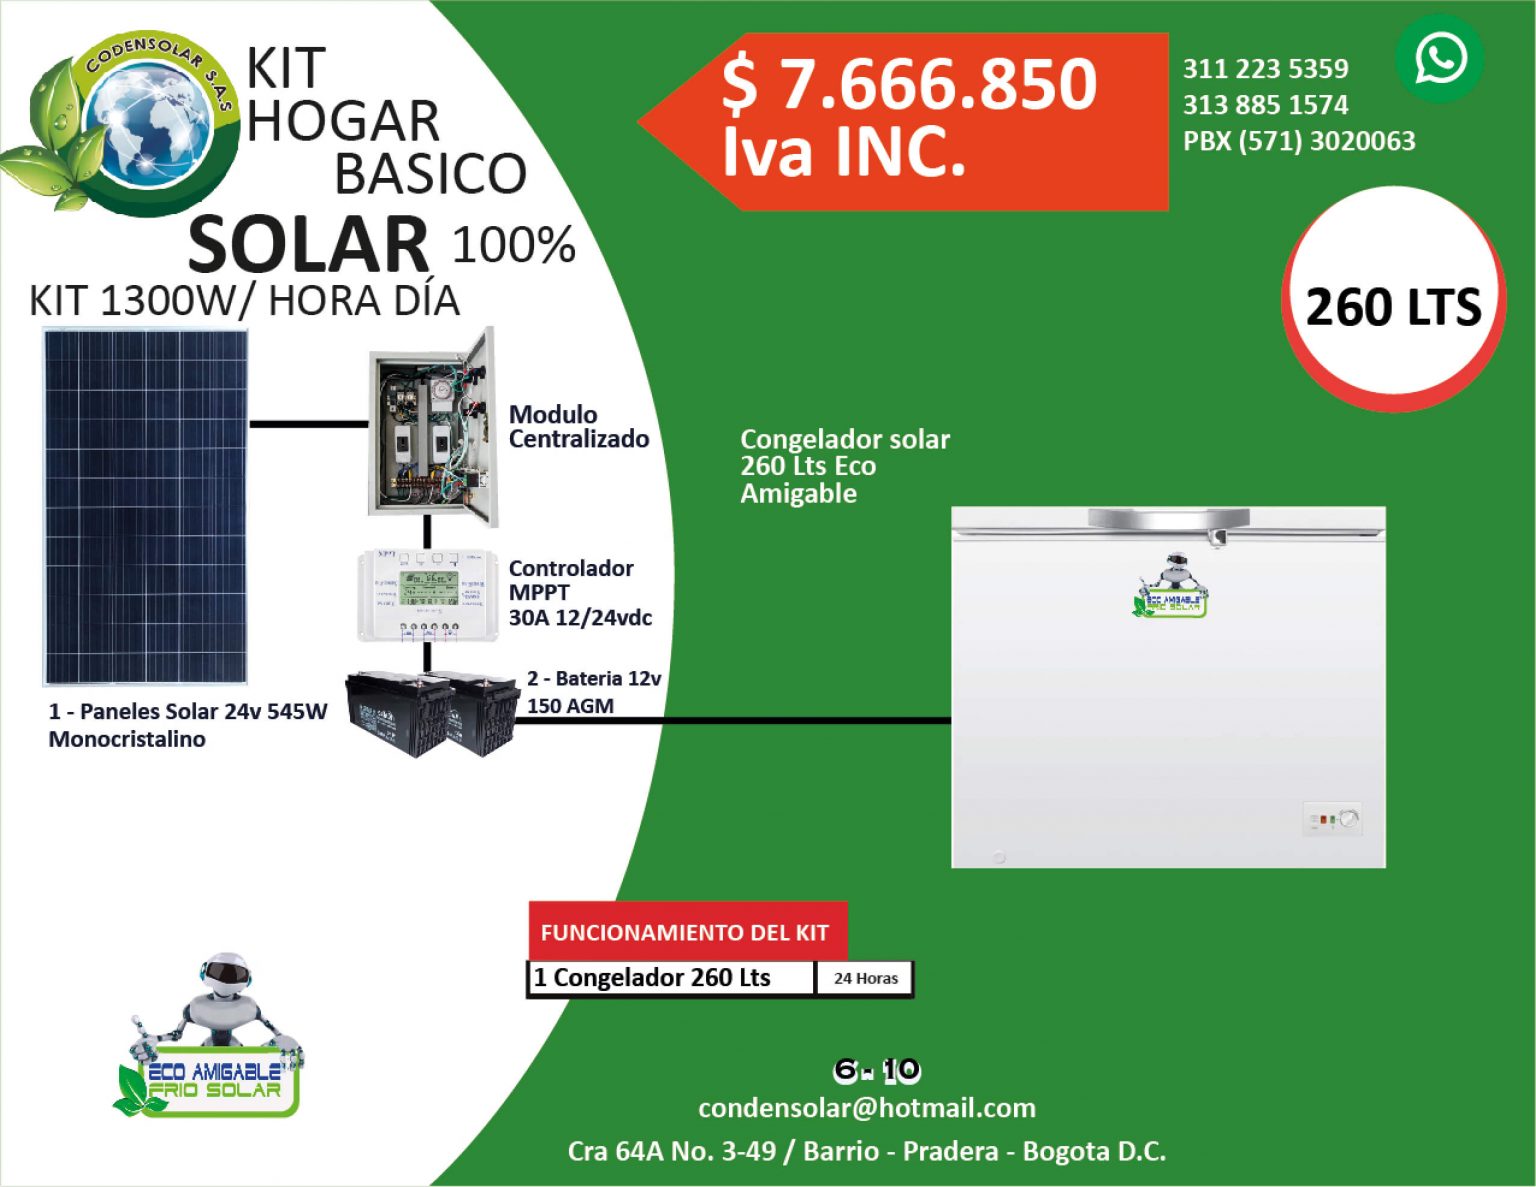 CODENSOLAR S.A.S
KIT
HOGAR
BASICO
SOLAR 100%
KIT 1300W/ HORA DÍA
$ 7.666.850
Iva INC.
311 223 5359
313 885 1574
PBX (571) 3020063
260 LTS
Modulo
Centralizado
Controlador
MPPT
30A 12/24vdc
2 - Bateria 12v
150 AGM
1 - Paneles Solar 24v 545W
Monocristalino
Congelador solar
260 Lts Eco
Amigable
ECO AMIGABLE
FRIO SOLAR
FUNCIONAMIENTO DEL KIT
1 Congelador 260 Lts
24 Horas
ECO AMIGABLE
FRIO SOLAR
6 - 10
condensolar@hotmail.com
Cra 64A No. 3-49 / Barrio - Pradera - Bogota D.C.